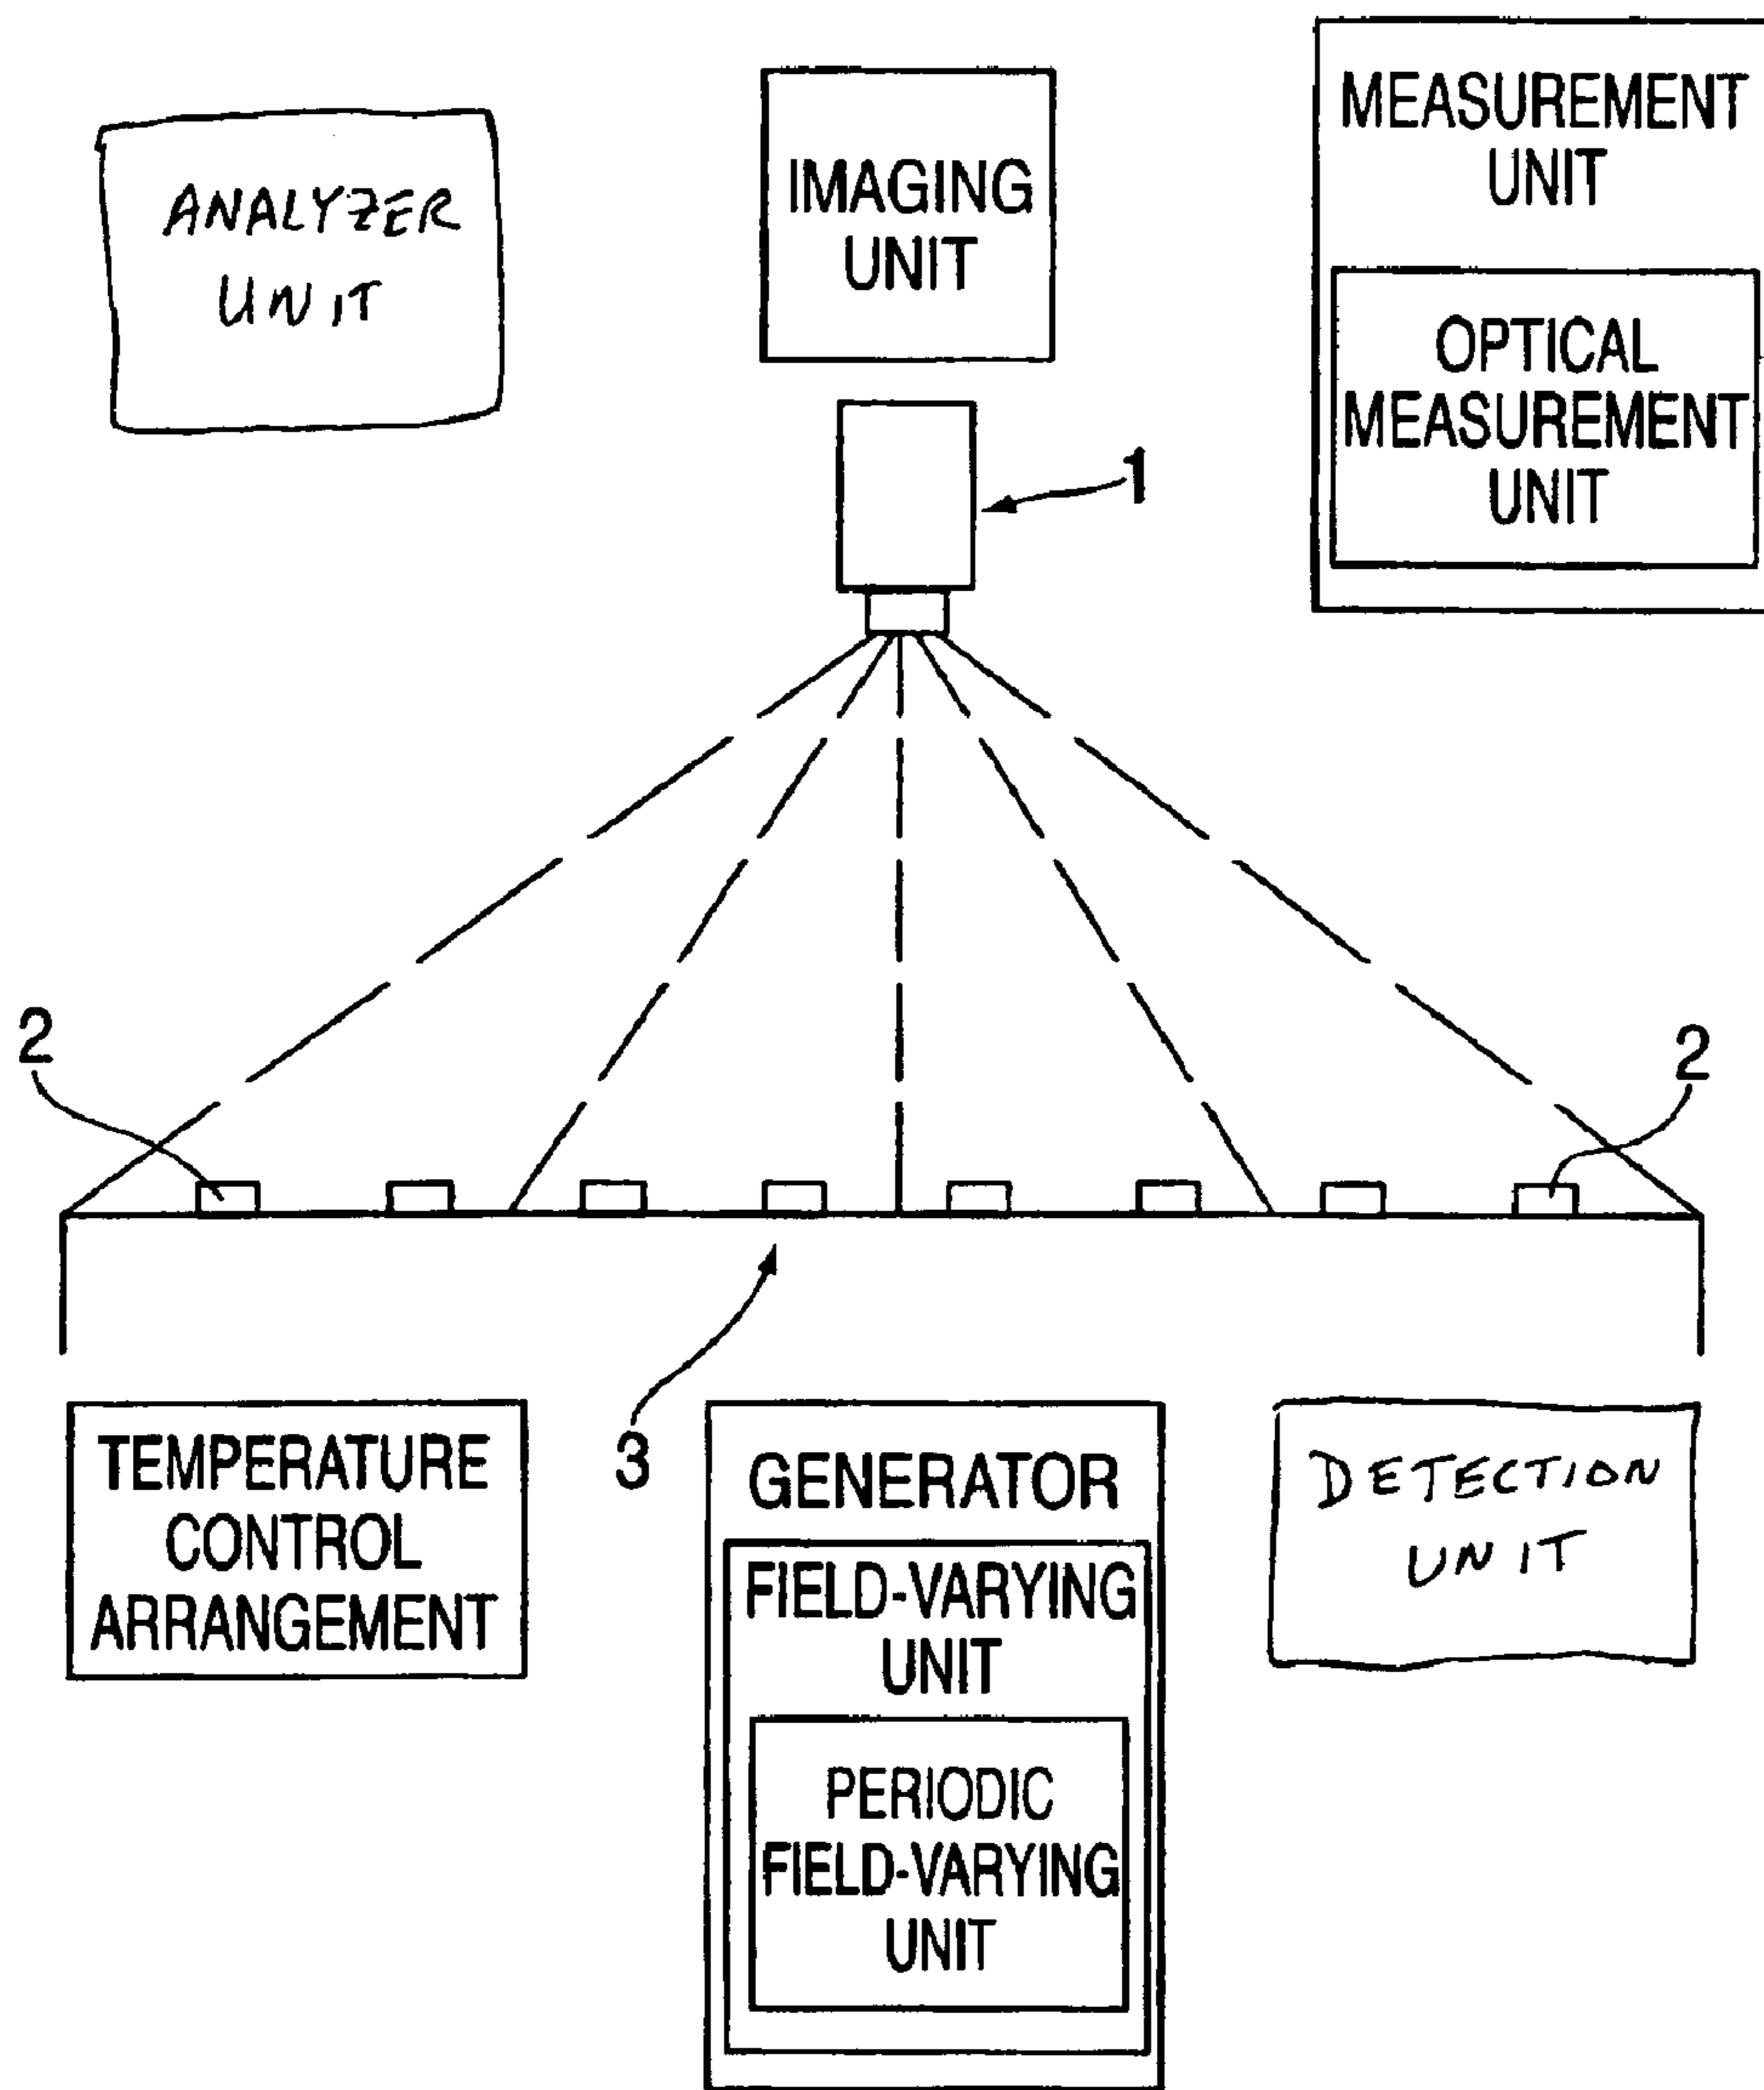 ANALYZER
UNIT
IMAGING
UNIT
MEASUREMENT
UNIT
OPTICAL
MEASUREMENT
UNIT
1
2
2
3
TEMPERATURE
CONTROL
ARRANGEMENT
GENERATOR
FIELD-VARYING
UNIT
PERIODIC
FIELD-VARYING
UNIT
DETECTION
UNIT